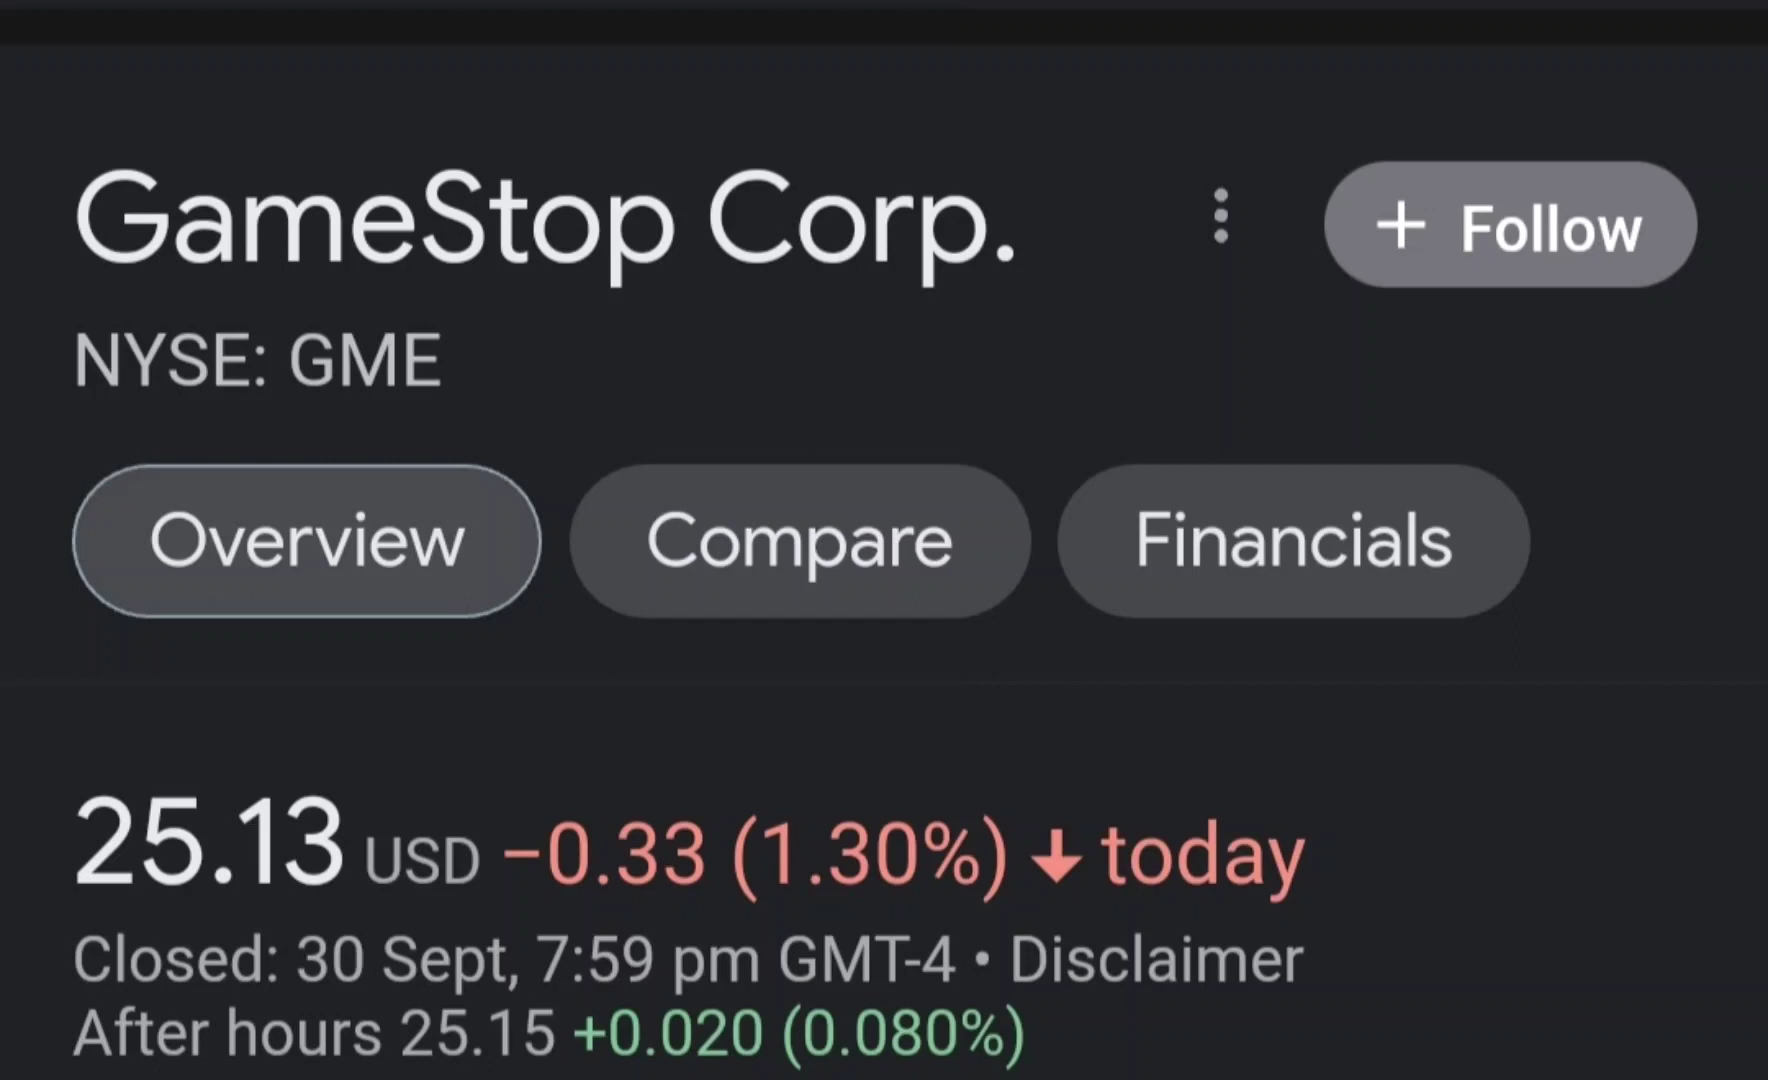 GameStop Corp.
+ Follow
NYSE: GME
Overview Compare Financials
25.13 USD −0.33 (1.30%) ↓ today
Closed: 30 Sept, 7:59 pm GMT-4 • Disclaimer
After hours 25.15 +0.020 (0.080%)